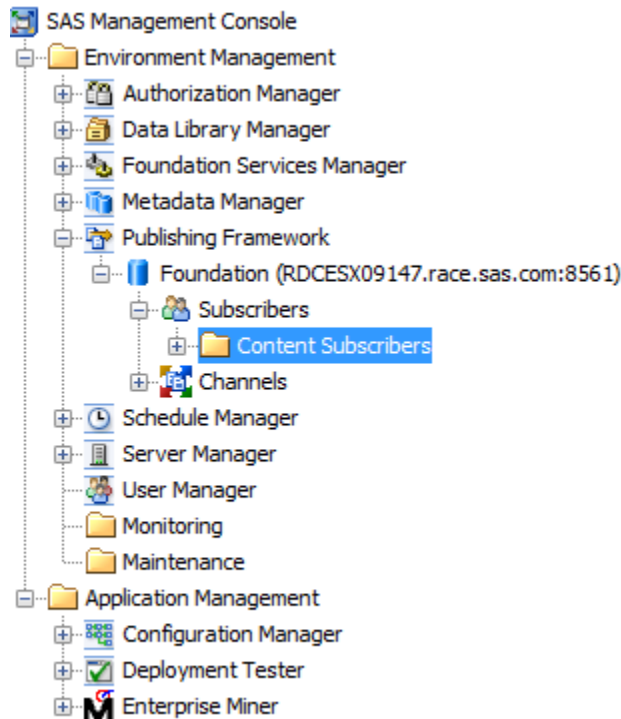 SAS Management Console
Environment Management
Authorization Manager
Data Library Manager
Foundation Services Manager
Metadata Manager
Publishing Framework
Foundation (RDCESX09147.race.sas.com:8561)
Subscribers
Content Subscribers
Channels
Schedule Manager
Server Manager
User Manager
Monitoring
Maintenance
Application Management
Configuration Manager
Deployment Tester
Enterprise Miner